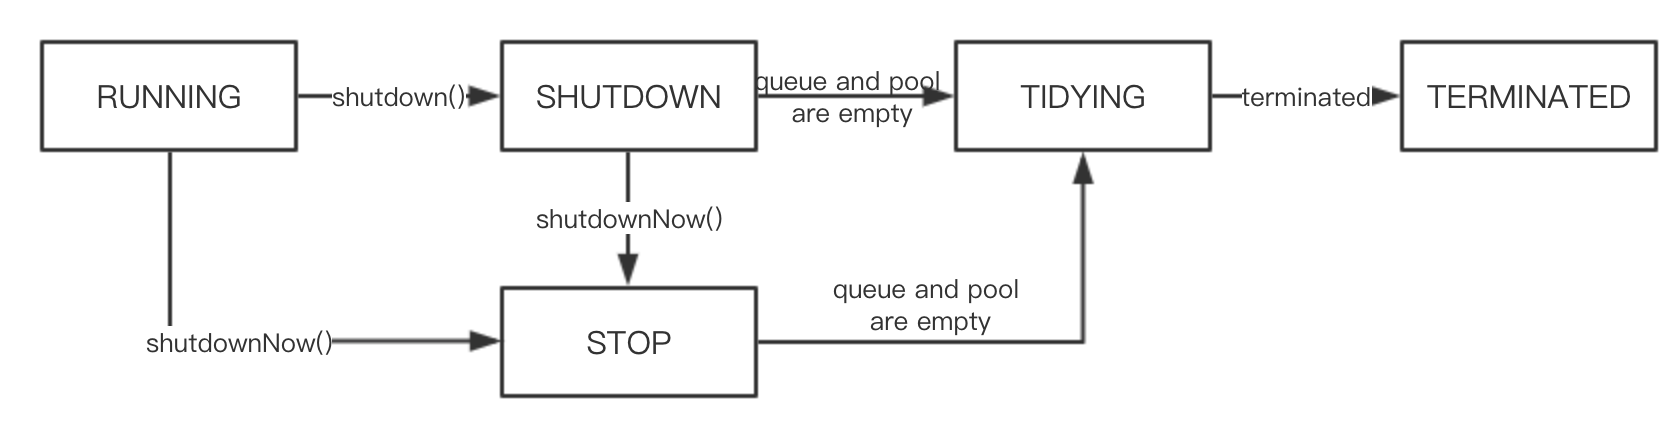 RUNNING
shutdown()
SHUTDOWN
queue and pool
are empty
TIDYING
terminated
TERMINATED
shutdownNow()
shutdownNow()
STOP
queue and pool
are empty